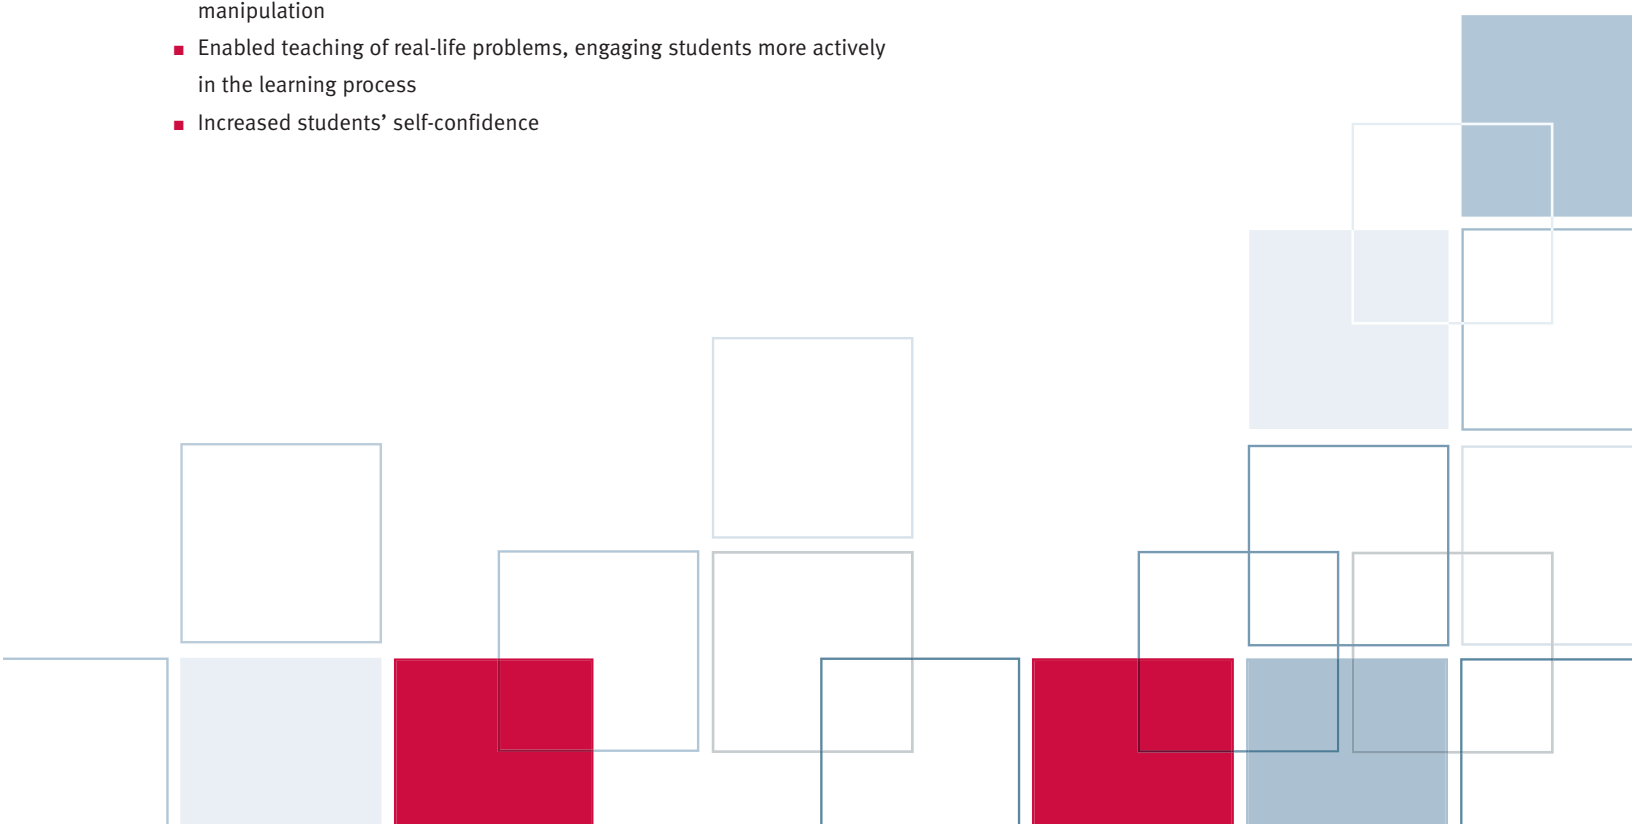 manipulation
■ Enabled teaching of real-life problems, engaging students more actively
in the learning process
■ Increased students’ self-confidence